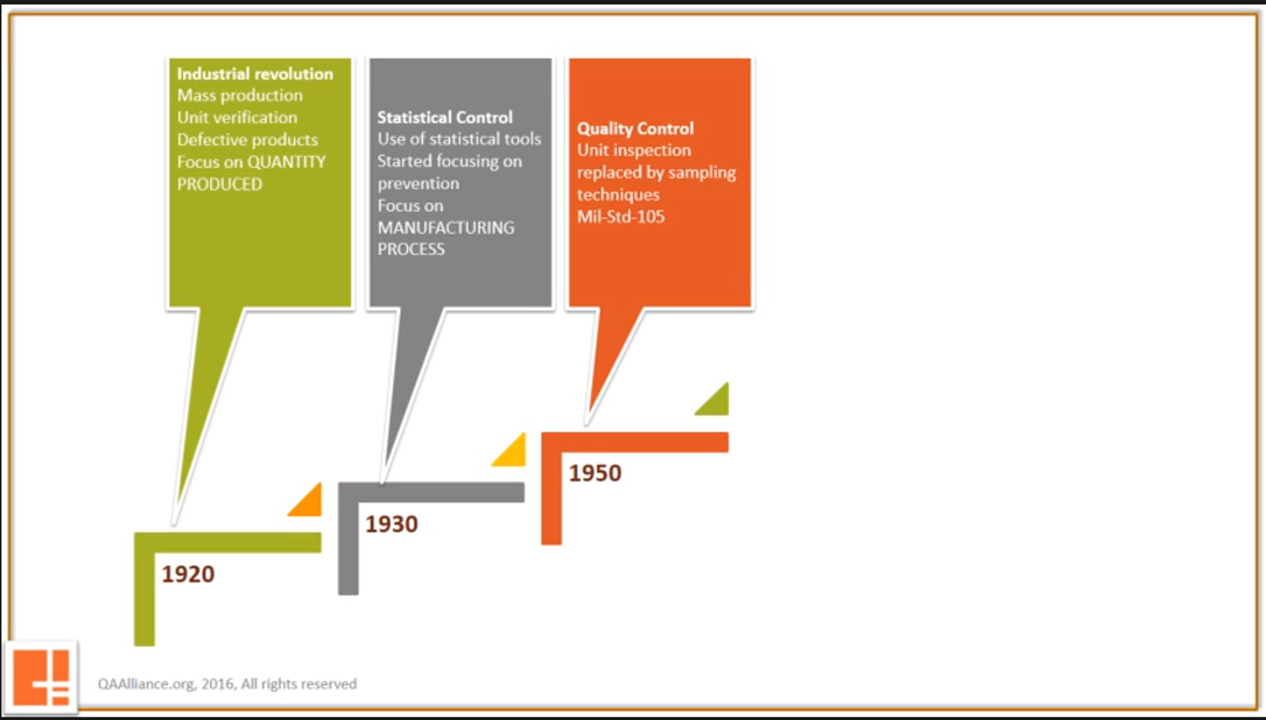 Industrial revolution
Mass production
Unit verification
Defective products
Focus on QUANTITY
PRODUCED
Statistical Control
Use of statistical tools
Started focusing on
prevention
Focus on
MANUFACTURING
PROCESS
Quality Control
Unit inspection
replaced by sampling
techniques
Mil-Std-105
1950
1930
1920
QAAlliance.org, 2016, All rights reserved